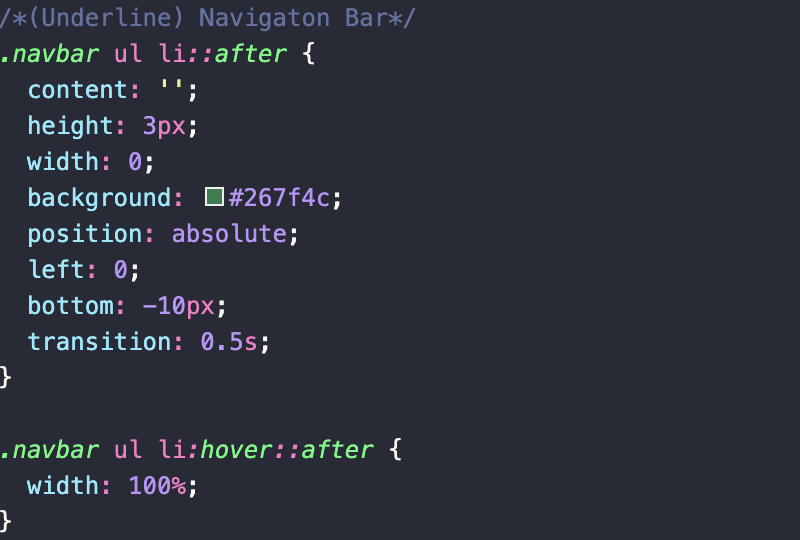 /*(Underline) Navigaton Bar*/
.navbar ul li::after {
  content: '';
  height: 3px;
  width: 0;
  background: #267f4c;
  position: absolute;
  left: 0;
  bottom: -10px;
  transition: 0.5s;
}
.navbar ul li:hover::after {
  width: 100%;
}